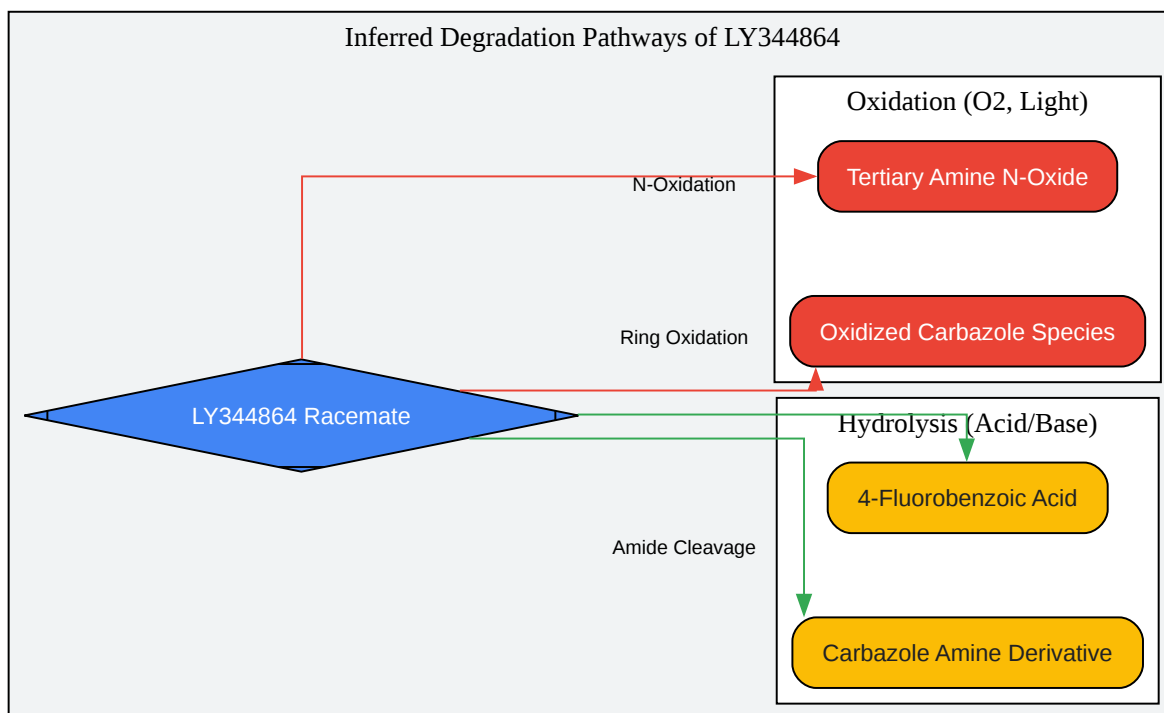 Inferred Degradation Pathways of LY344864
Oxidation (O2, Light)
N-Oxidation
Tertiary Amine N-Oxide
Ring Oxidation
Oxidized Carbazole Species
LY344864 Racemate
Hydrolysis (Acid/Base)
4-Fluorobenzoic Acid
Amide Cleavage
Carbazole Amine Derivative